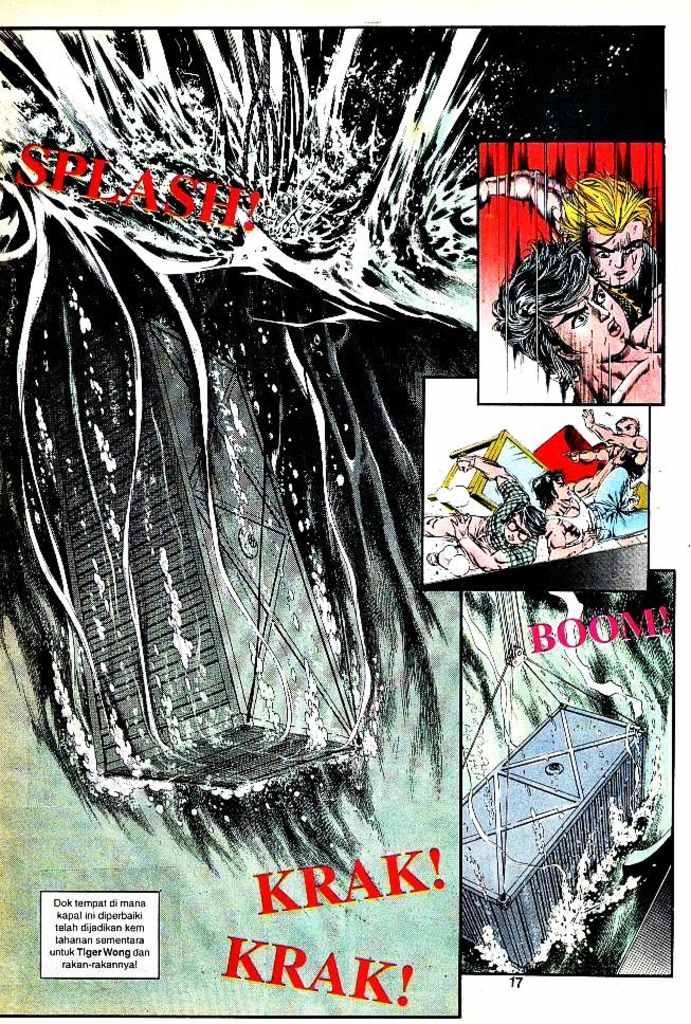 SPLASH!
BOOM!
KRAK!
KRAK!
Dok tempat di mana
kapal ini diperbaiki
telah dijadikan kem
tahanan sementara
untuk Tiger Wong dan
rakan-rakannya!
17